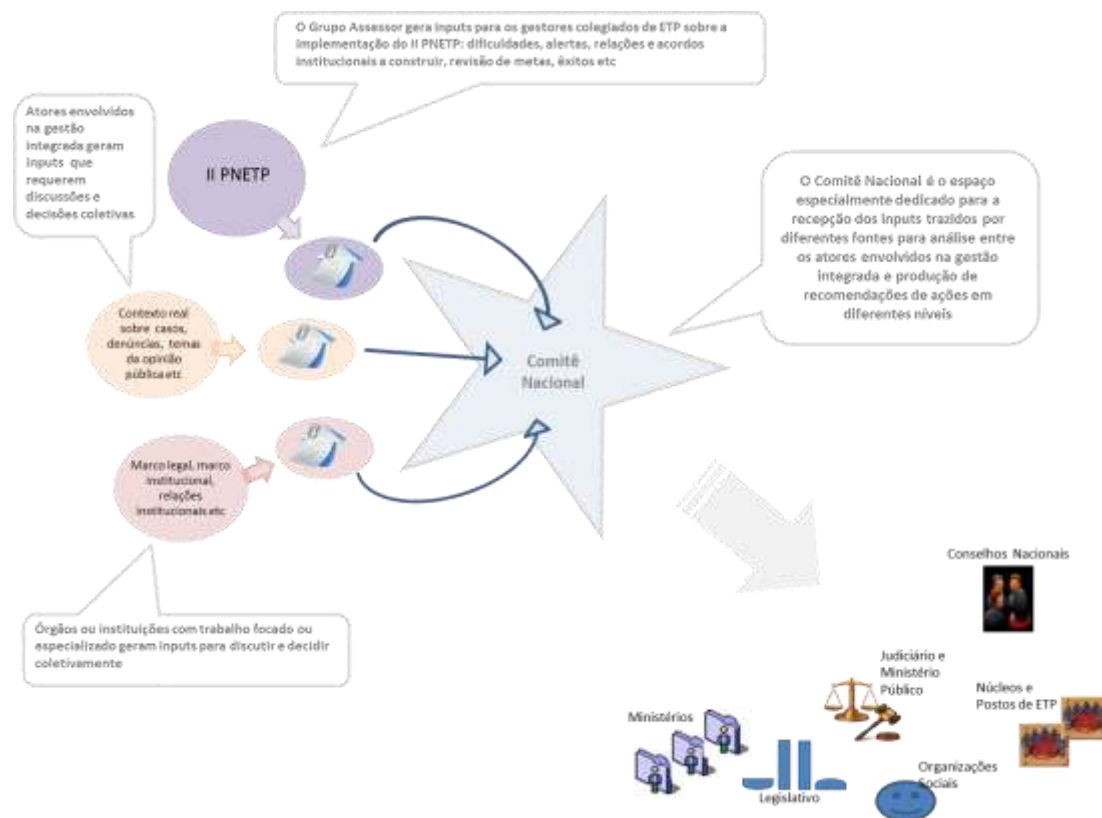 O Grupo Assessor gera inputs para os gestores colegiados de ETP sobre a
implementação do II PNETP: dificuldades, alertas, relações e acordos
institucionais a construir, revisão de metas, êxitos etc
Atores envolvidos
na gestão
integrada geram
inputs que
requerem
discussões e
decisões coletivas
II PNETP
O Comitê Nacional é o espaço
especialmente dedicado para a
recepção dos inputs trazidos por
diferentes fontes para análise entre
os atores envolvidos na gestão
integrada e produção de
recomendações de ações em
diferentes níveis
Contexto real
sobre casos,
denúncias, temas
da opinião
pública etc
Comitê
Nacional
Marco legal, marco
institucional,
relações
institucionais etc
Órgãos ou instituições com trabalho focado ou
especializado geram inputs para discutir e decidir
coletivamente
Conselhos Nacionais
Judiciário e
Ministério
Público
Núcleos e
Postos de ETP
Ministérios
Legislativo
Organizações
Sociais